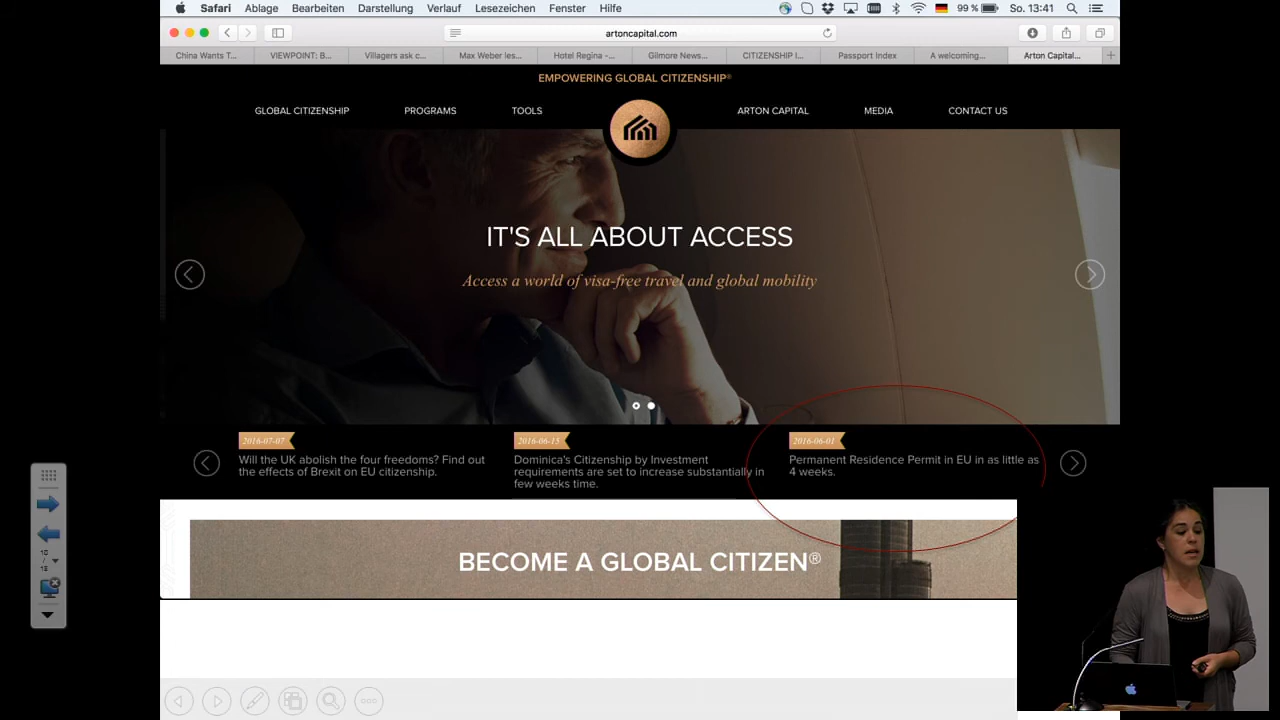 Safari Ablage Bearbeiten Darstellung Verlauf Lesezeichen Fenster Hilfe 99 % So. 13:41
artoncapital.com
China Wants T... VIEWPOINT: B... Villagers ask c... Max Weber les... Hotel Regina -... Gilmore News... CITIZENSHIP I... Passport Index A welcoming... Arton Capital...
EMPOWERING GLOBAL CITIZENSHIP®
GLOBAL CITIZENSHIP PROGRAMS TOOLS ARTON CAPITAL MEDIA CONTACT US
IT'S ALL ABOUT ACCESS
Access a world of visa-free travel and global mobility
2016-07-07
Will the UK abolish the four freedoms? Find out
the effects of Brexit on EU citizenship.
2016-06-15
Dominica's Citizenship by Investment
requirements are set to increase substantially in
few weeks time.
2016-06-01
Permanent Residence Permit in EU in as little as
4 weeks.
BECOME A GLOBAL CITIZEN®